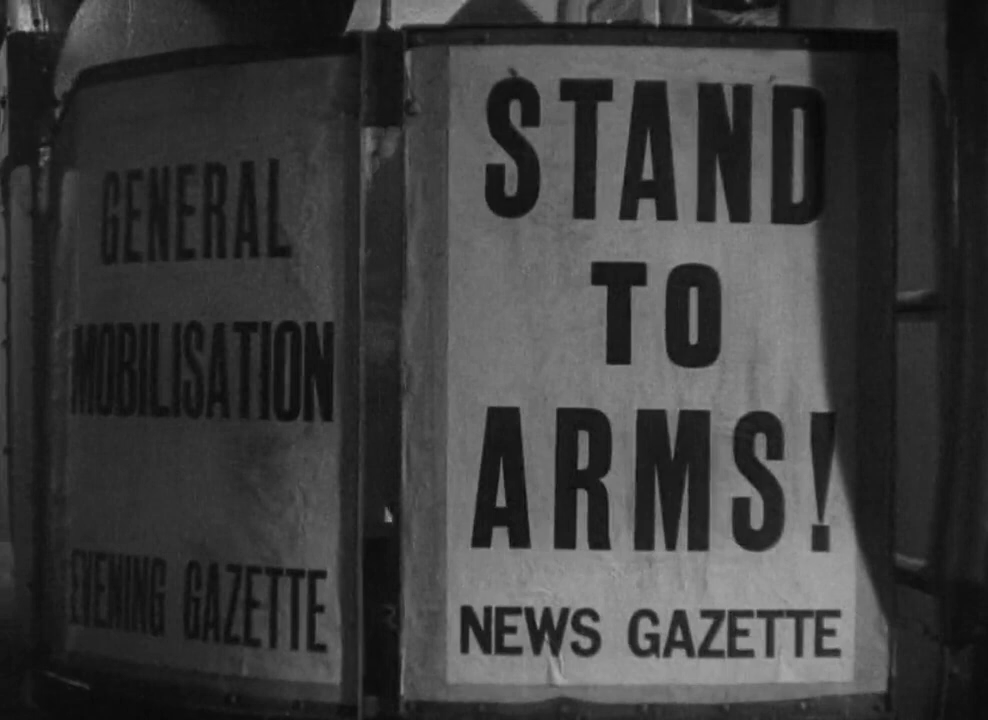 GENERAL
MOBILISATION
EVENING GAZETTE
STAND
TO
ARMS!
NEWS GAZETTE